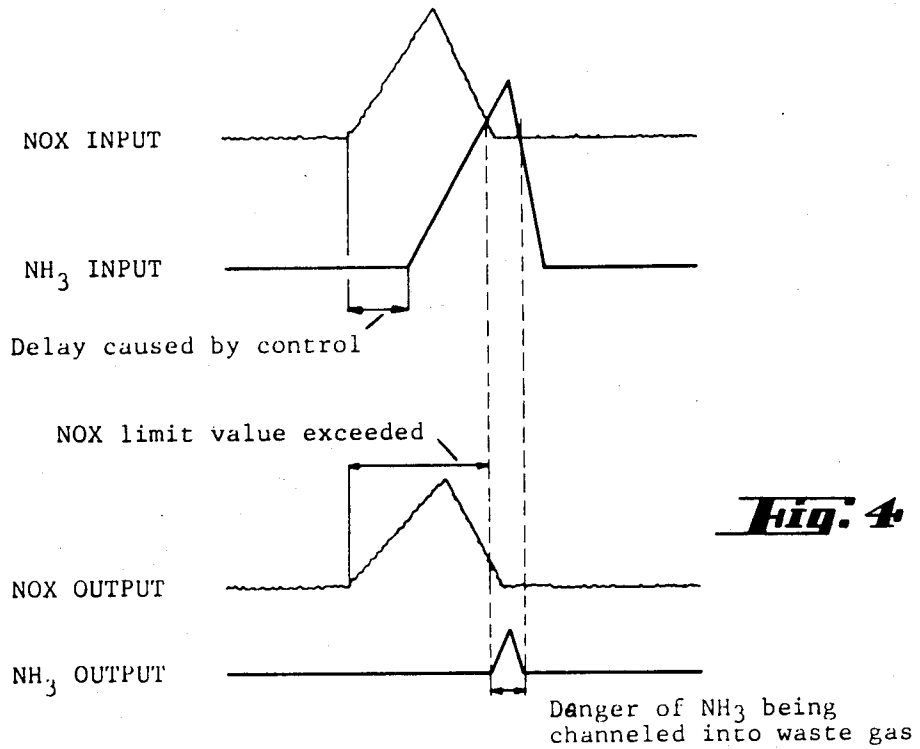 NOX INPUT
NH₃ INPUT
Delay caused by control
NOX limit value exceeded
Fig. 4
NOX OUTPUT
NH₃ OUTPUT
Danger of NH₃ being
channeled into waste gas